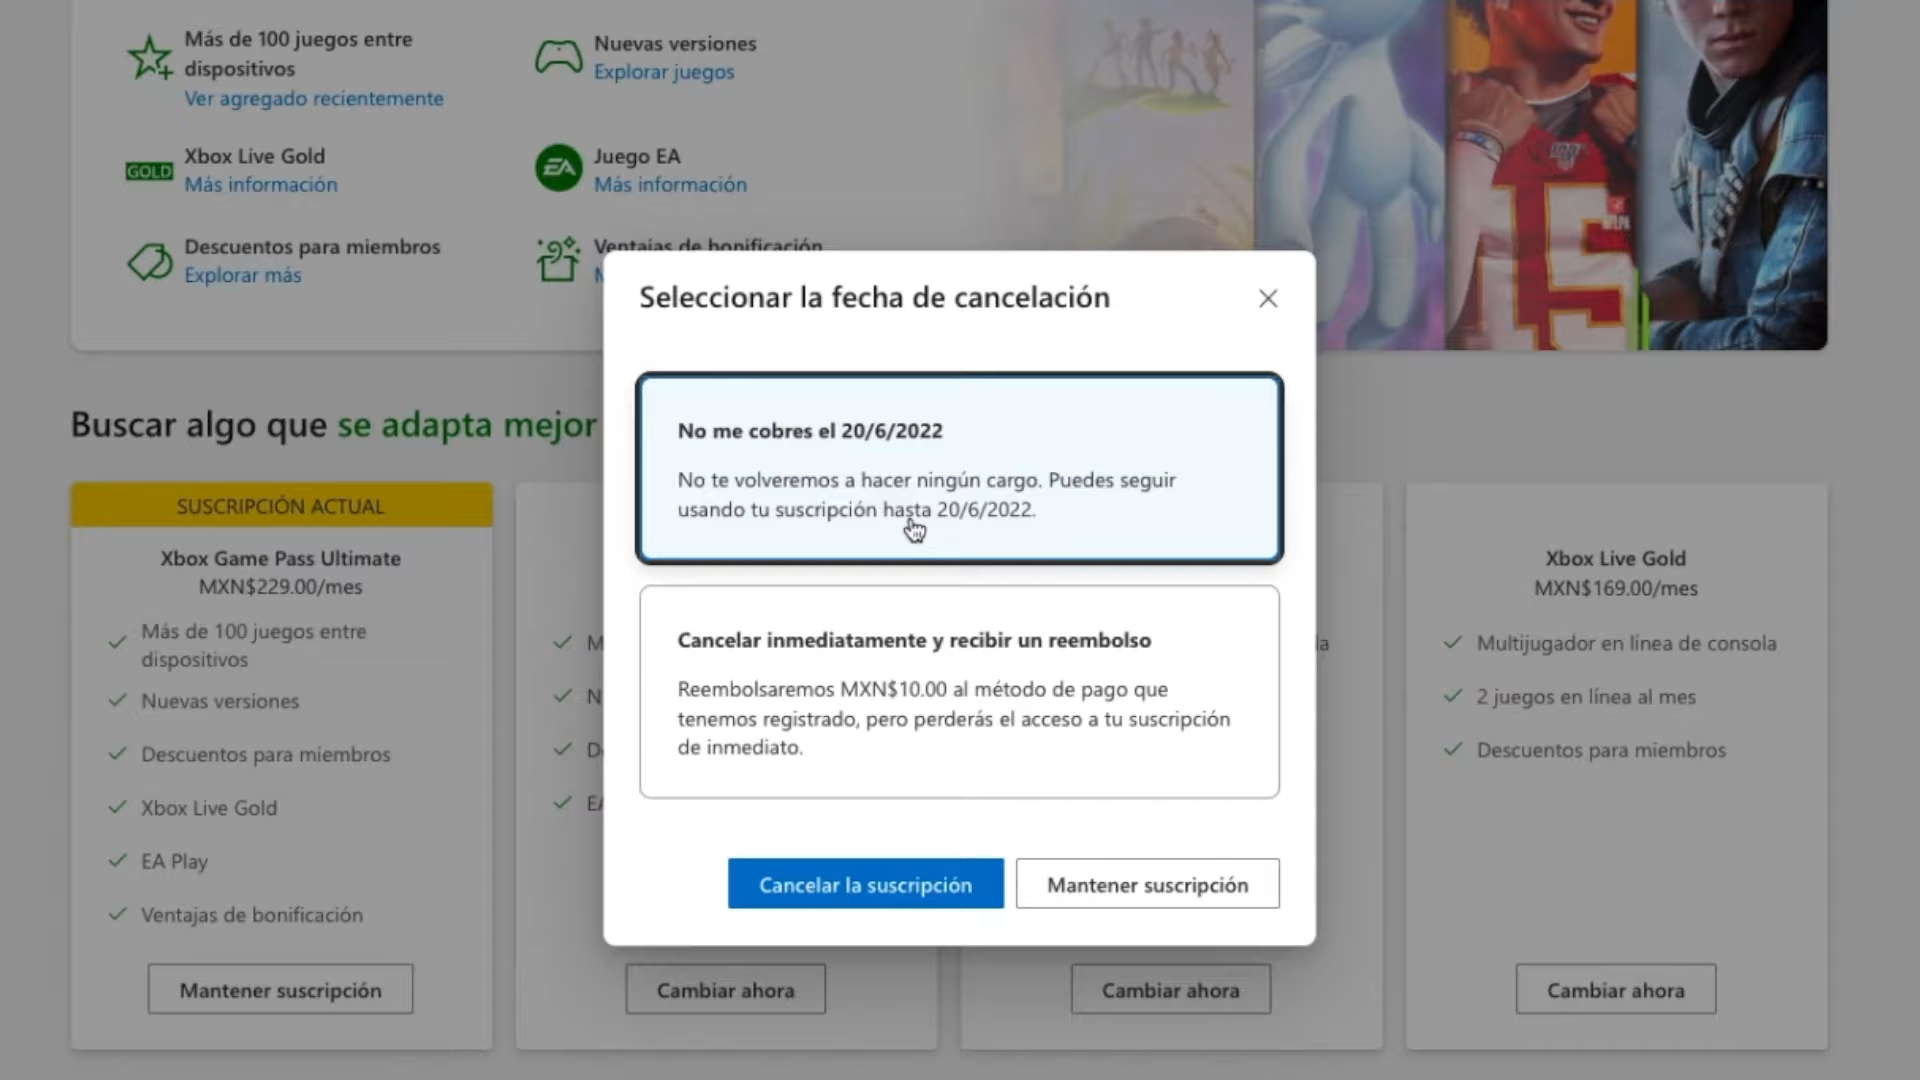 Más de 100 juegos entre
dispositivos
Ver agregado recientemente
Nuevas versiones
Explorar juegos
GOLD
Xbox Live Gold
Más información
EA
Juego EA
Más información
Descuentos para miembros
Explorar más
Ventajas de bonificación
15
Seleccionar la fecha de cancelación
No me cobres el 20/6/2022
No te volveremos a hacer ningún cargo. Puedes seguir
usando tu suscripción hasta 20/6/2022.
Cancelar inmediatamente y recibir un reembolso
Reembolsaremos MXN$10.00 al método de pago que
tenemos registrado, pero perderás el acceso a tu suscripción
de inmediato.
Cancelar la suscripción
Mantener suscripción
Buscar algo que se adapta mejor
SUSCRIPCIÓN ACTUAL
Xbox Game Pass Ultimate
MXN$229.00/mes
Más de 100 juegos entre
dispositivos
Nuevas versiones
Descuentos para miembros
Xbox Live Gold
EA Play
Ventajas de bonificación
Mantener suscripción
Cambiar ahora
Cambiar ahora
Xbox Live Gold
MXN$169.00/mes
Multijugador en línea de consola
2 juegos en línea al mes
Descuentos para miembros
Cambiar ahora